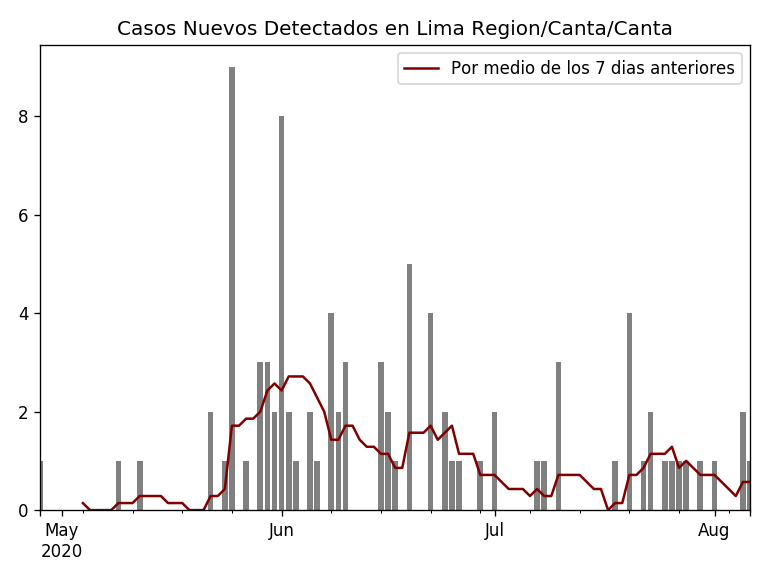 Casos Nuevos Detectados en Lima Region/Canta/Canta
Por medio de los 7 dias anteriores
8
6
4
2
0
May Jun Jul Aug
2020